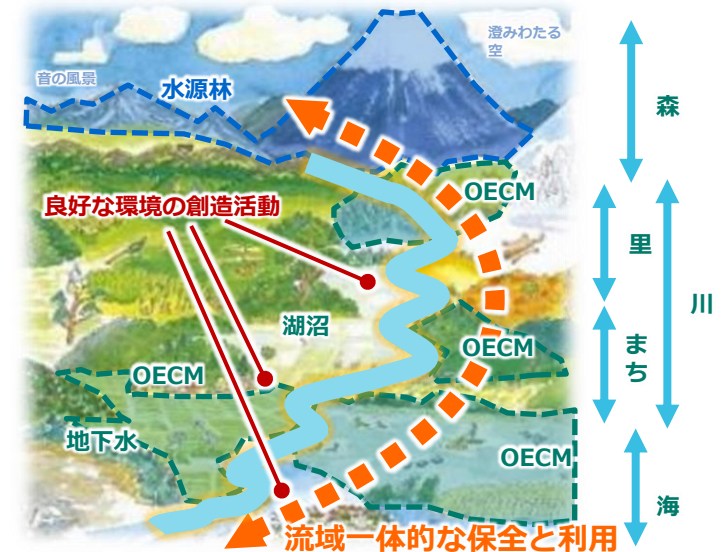 澄みわたる
空
音の風景
水源林
森
OECM
良好な環境の創造活動
里
川
湖沼
OECM
まち
OECM
地下水
OECM
海
流域一体的な保全と利用